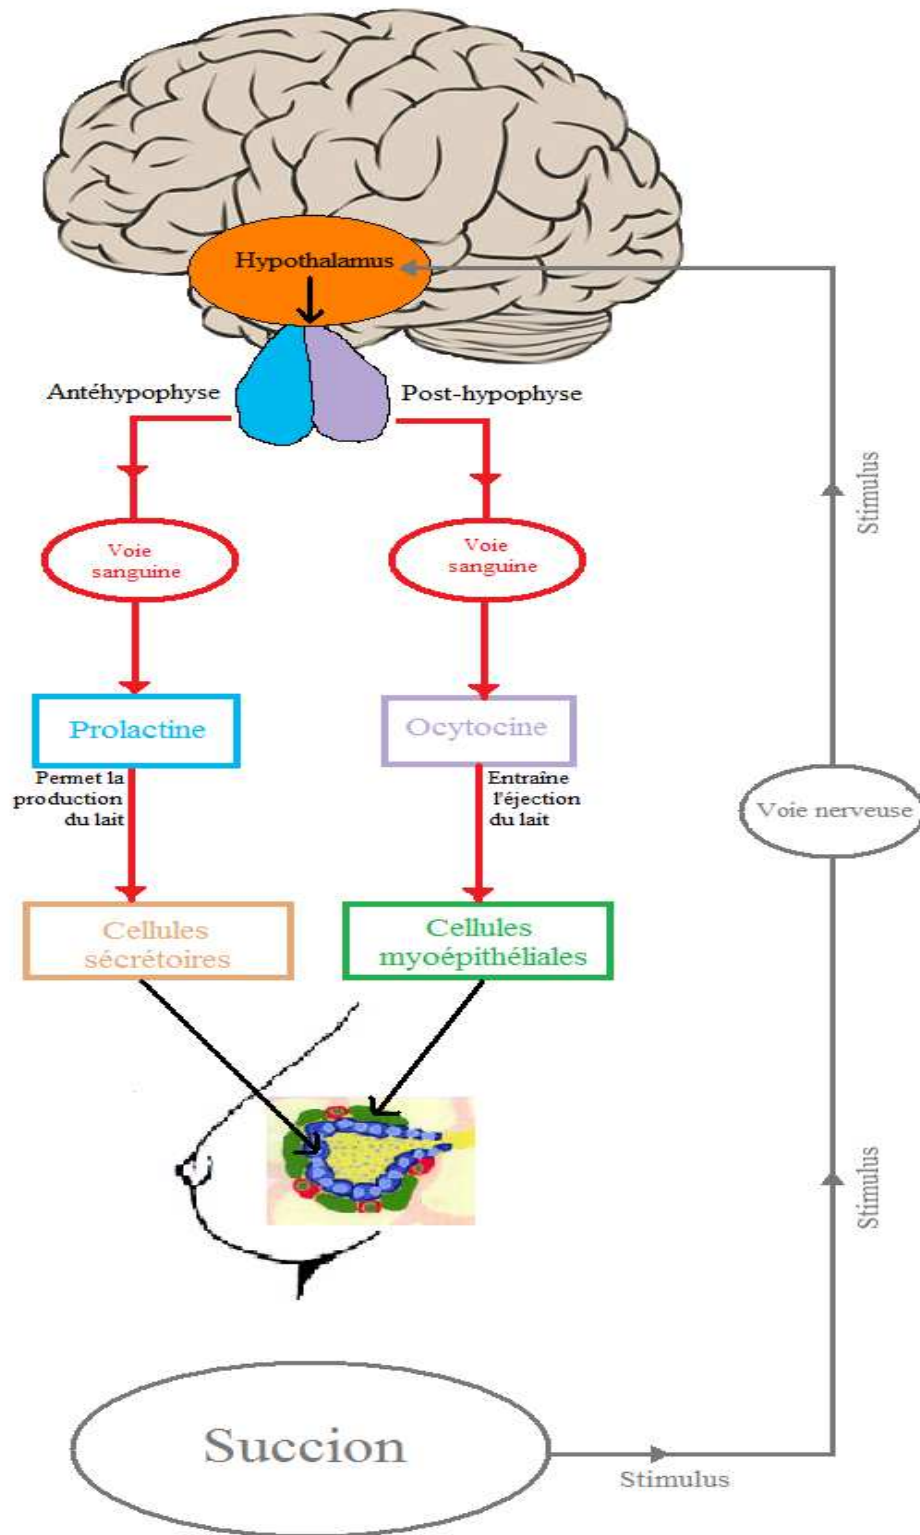 Hypothalamus
Antéhypophyse
Post-hypophyse
Stimulus
Voie
sanguine
Voie
sanguine
Prolactine
Ocytocine
Permet la
production
du lait
Entraîne
l'éjection
du lait
Voie nerveuse
Cellules
sécrétoires
Cellules
myoépithéliales
Stimulus
Succion
Stimulus